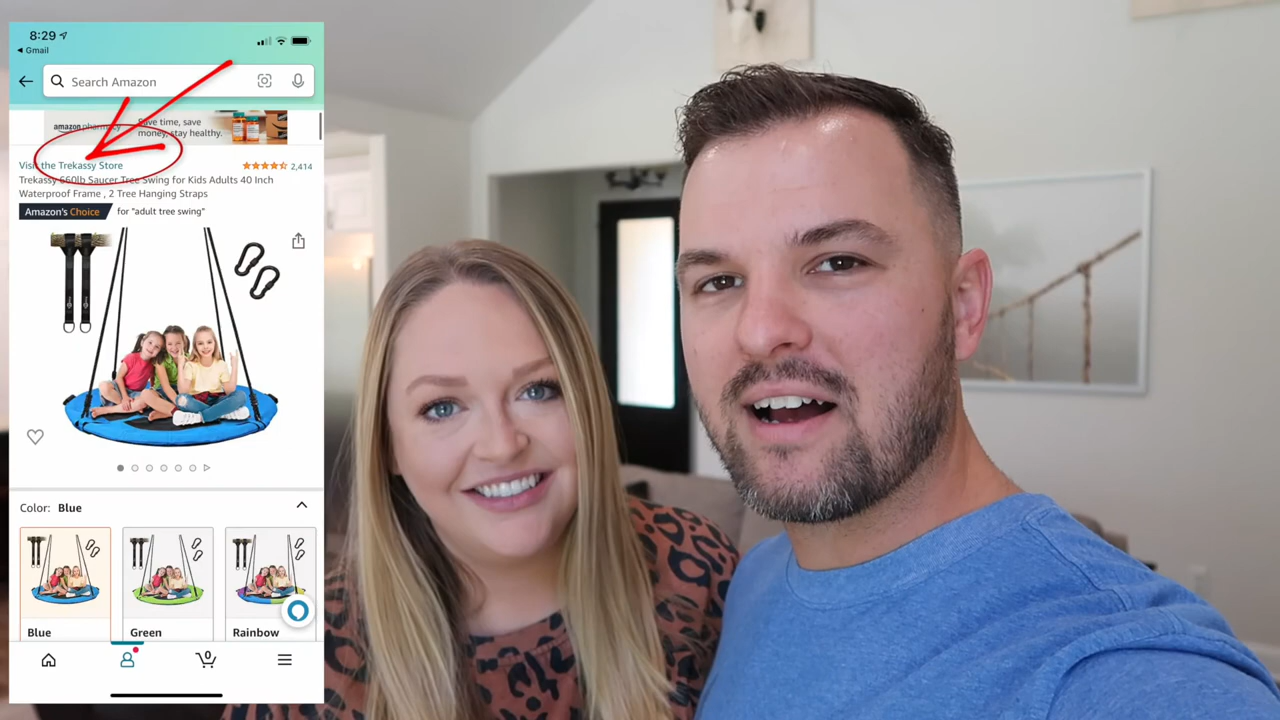 8:29
Gmail
Search Amazon
amazon pharmacy
Save time, save
money, stay healthy.
Visit the Trekassy Store
2,414
Trekassy 660lb Saucer Tree Swing for Kids Adults 40 Inch
Waterproof Frame , 2 Tree Hanging Straps
Amazon's Choice
for "adult tree swing"
Color: Blue
Blue
Green
Rainbow
0